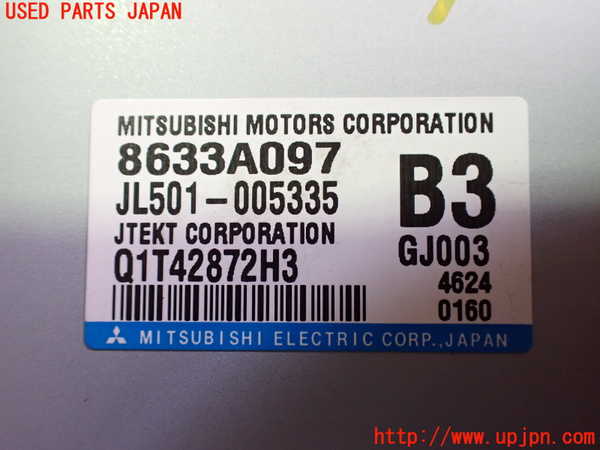 USED PARTS JAPAN
MITSUBISHI MOTORS CORPORATION
8633A097
JL501-005335
B3
JTEKT CORPORATION
GJ003
Q1T42872H3
4624
0160
MITSUBISHI ELECTRIC CORP.,JAPAN
http://www.upjpn.com/